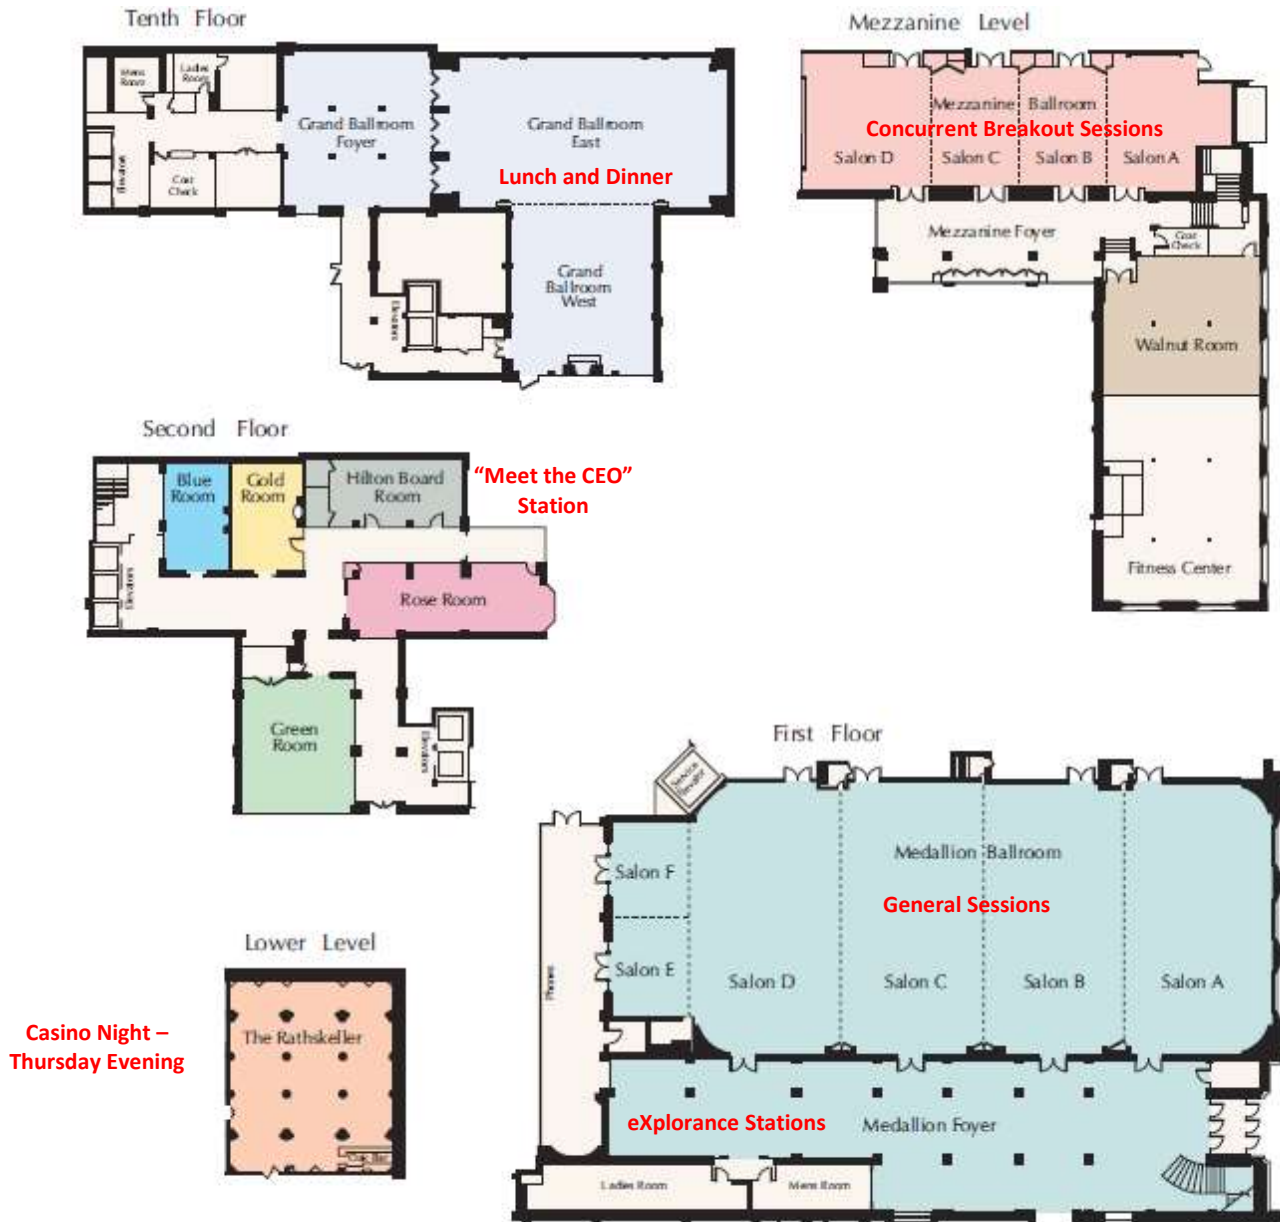 Tenth Floor
Mens
Room
Ladies
Room
Elevators
Coat
Check
Grand Ballroom
Foyer
Grand Ballroom
East
Lunch and Dinner
Grand
Ballroom
West
Elevators
Mezzanine Level
Mezzanine Ballroom
Concurrent Breakout Sessions
Salon D
Salon C
Salon B
Salon A
Mezzanine Foyer
Coat
Check
Walnut Room
Fitness Center
Second Floor
Blue
Room
Gold
Room
Hilton Board
Room
“Meet the CEO”
Station
Elevators
Rose Room
Green
Room
Elevators
First Floor
Service
Elevator
Medallion Ballroom
General Sessions
Salon F
Salon E
Salon D
Salon C
Salon B
Salon A
Phones
eXplorance Stations
Medallion Foyer
Ladies Room
Mens Room
Lower Level
Casino Night –
Thursday Evening
The Rathskeller